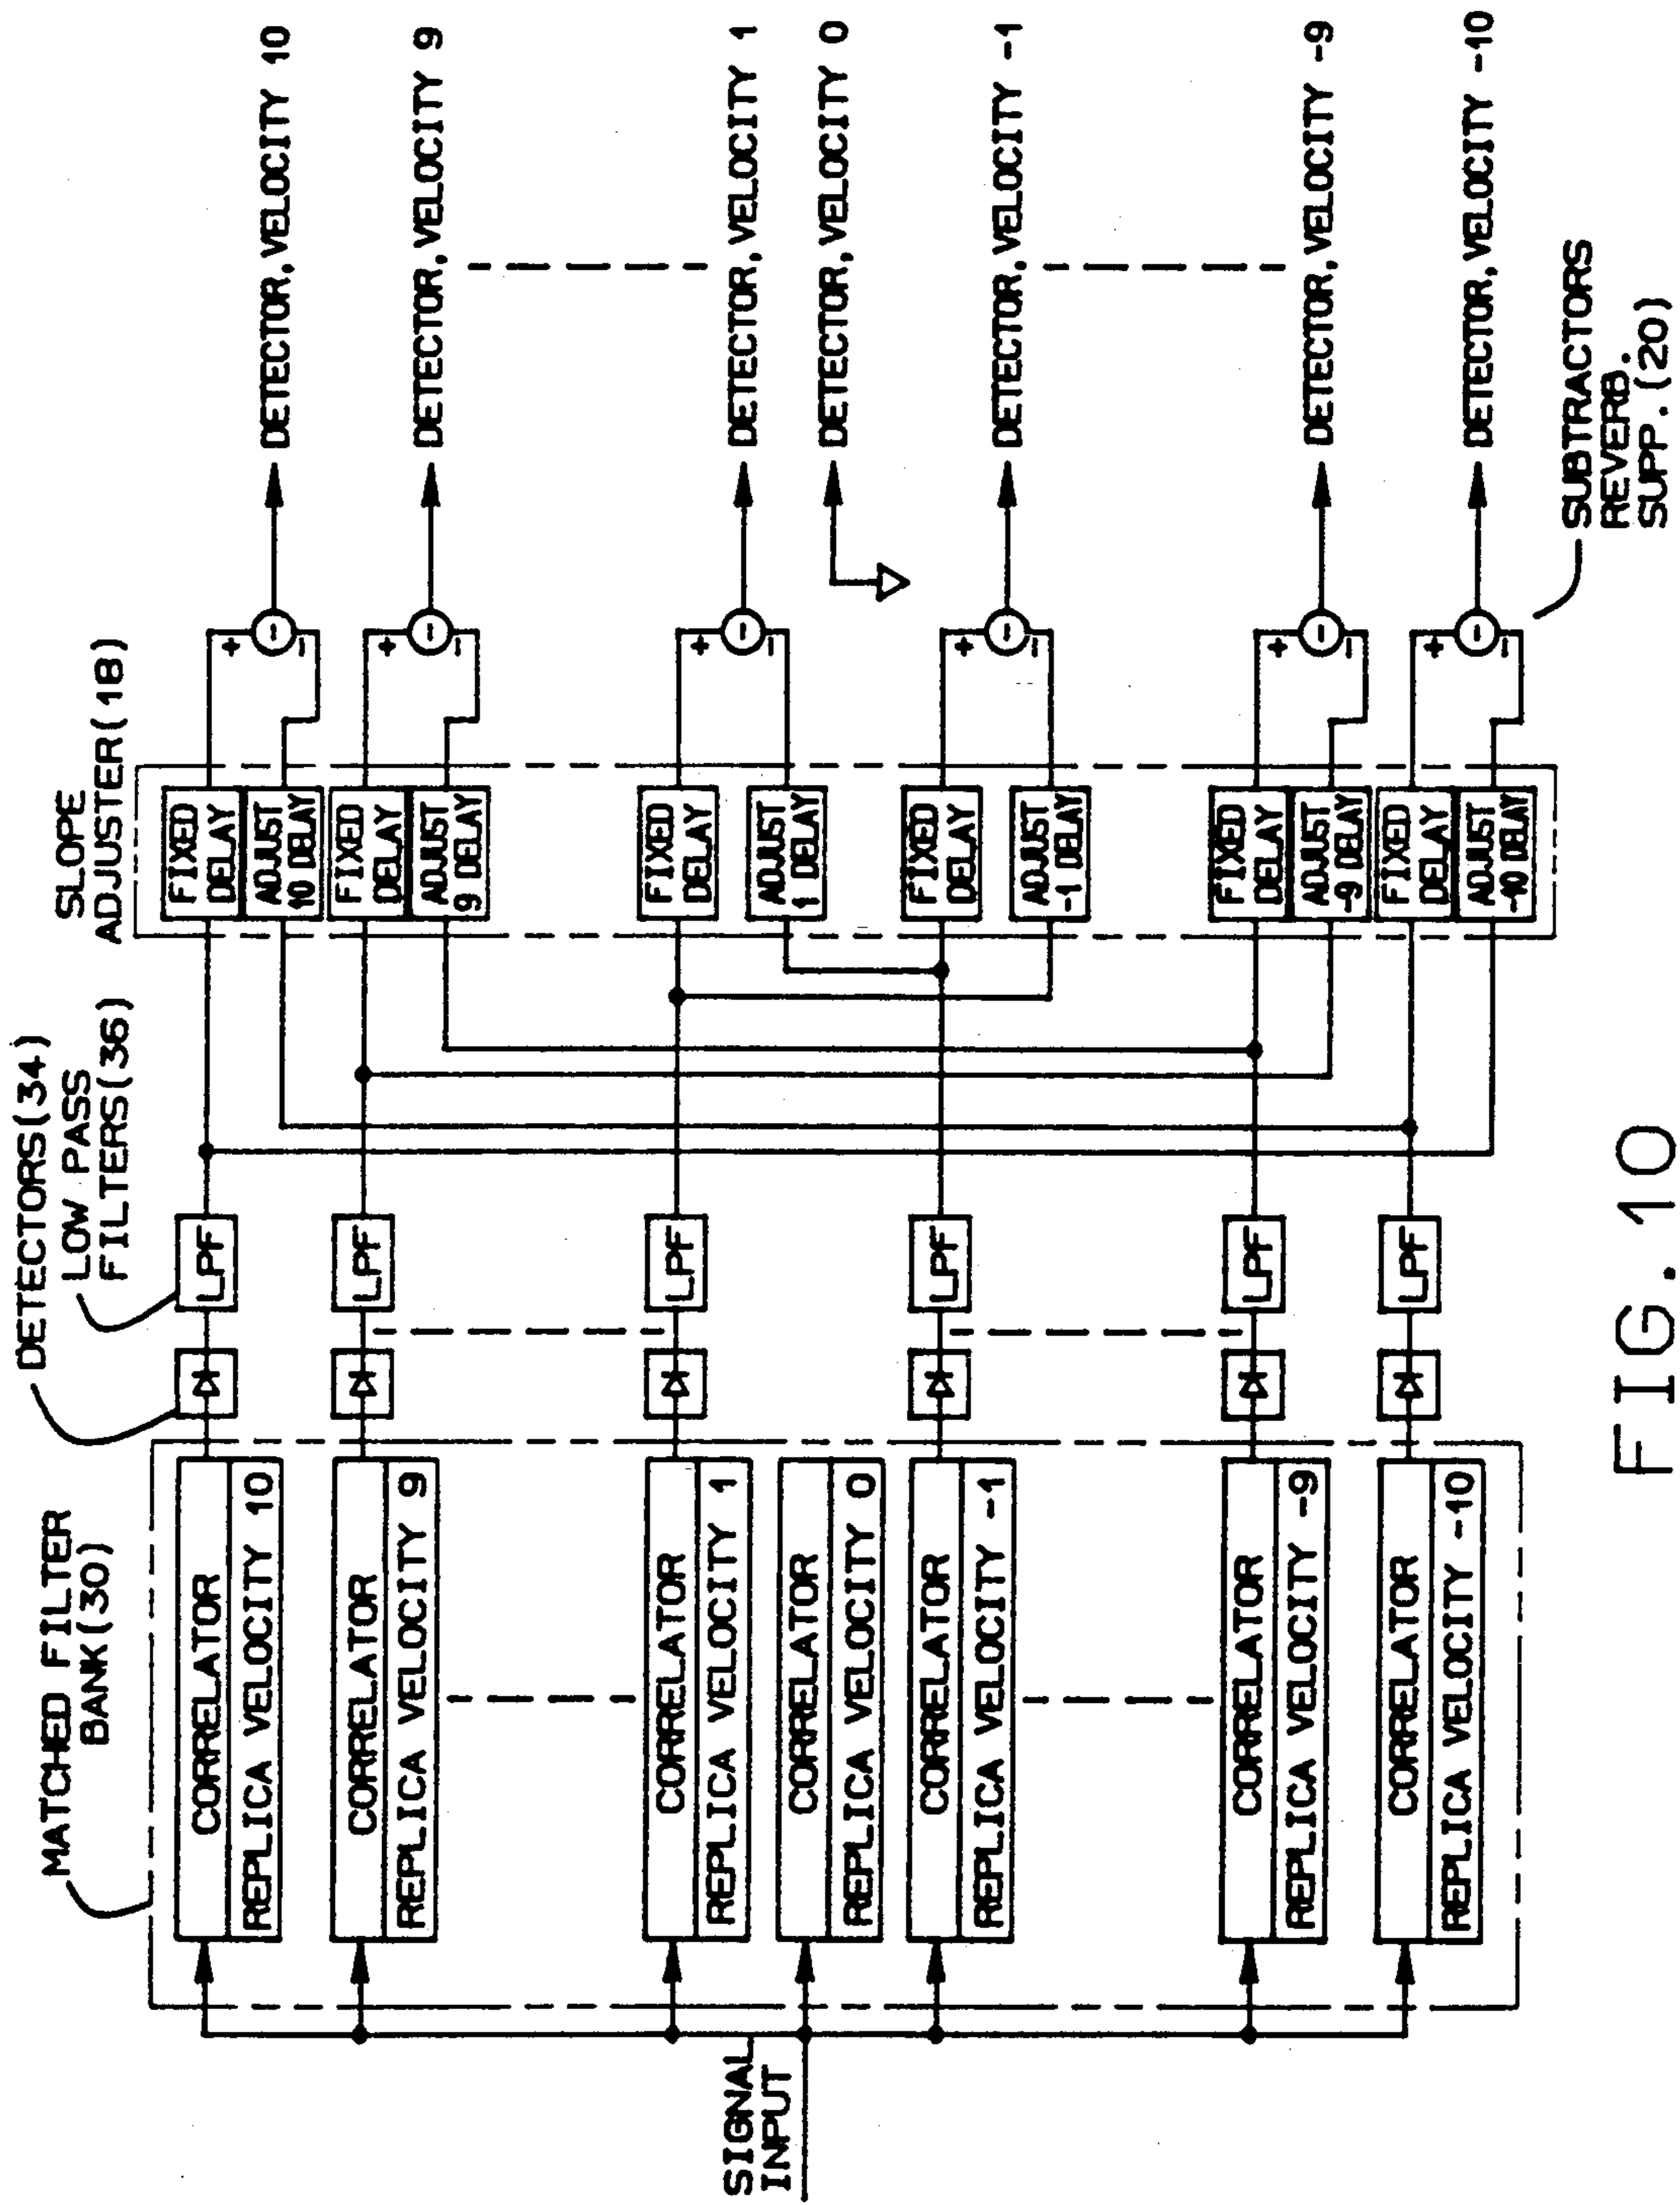 MATCHED FILTER
BANK(30)
DETECTORS(34)
LOW PASS
FILTERS(36)
SLOPE
ADJUSTER(18)
SIGNAL
INPUT
CORRELATOR
REPLICA VELOCITY 10
CORRELATOR
REPLICA VELOCITY 9
CORRELATOR
REPLICA VELOCITY 1
CORRELATOR
REPLICA VELOCITY 0
CORRELATOR
REPLICA VELOCITY -1
CORRELATOR
REPLICA VELOCITY -9
CORRELATOR
REPLICA VELOCITY -10
LPF
LPF
LPF
LPF
LPF
LPF
FIXED
DELAY
ADJUST
10 DELAY
FIXED
DELAY
ADJUST
9 DELAY
FIXED
DELAY
ADJUST
1 DELAY
FIXED
DELAY
ADJUST
-1 DELAY
FIXED
DELAY
ADJUST
-9 DELAY
FIXED
DELAY
ADJUST
-10 DELAY
+
-
-
+
-
-
+
-
-
+
-
-
+
-
-
+
-
-
DETECTOR,VELOCITY 10
DETECTOR,VELOCITY 9
DETECTOR,VELOCITY 1
DETECTOR,VELOCITY 0
DETECTOR,VELOCITY -1
DETECTOR,VELOCITY -9
DETECTOR,VELOCITY -10
SUBTRACTORS
REVERB.
SUPP.(20)
FIG. 10